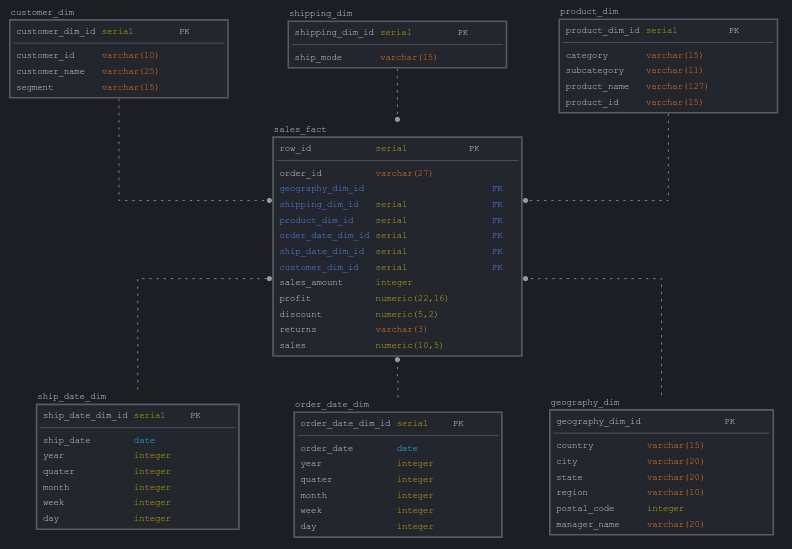 customer_dim
customer_dim_id serial PK
customer_id varchar(10)
customer_name varchar(25)
segment varchar(15)
shipping_dim
shipping_dim_id serial PK
ship_mode varchar(15)
product_dim
product_dim_id serial PK
category varchar(15)
subcategory varchar(11)
product_name varchar(127)
product_id varchar(15)
sales_fact
row_id serial PK
order_id varchar(27)
geography_dim_id FK
shipping_dim_id serial FK
product_dim_id serial FK
order_date_dim_id serial FK
ship_date_dim_id serial FK
customer_dim_id serial FK
sales_amount integer
profit numeric(22,16)
discount numeric(5,2)
returns varchar(3)
sales numeric(10,5)
ship_date_dim
ship_date_dim_id serial PK
ship_date date
year integer
quater integer
month integer
week integer
day integer
order_date_dim
order_date_dim_id serial PK
order_date date
year integer
quater integer
month integer
week integer
day integer
geography_dim
geography_dim_id PK
country varchar(15)
city varchar(20)
state varchar(20)
region varchar(10)
postal_code integer
manager_name varchar(20)